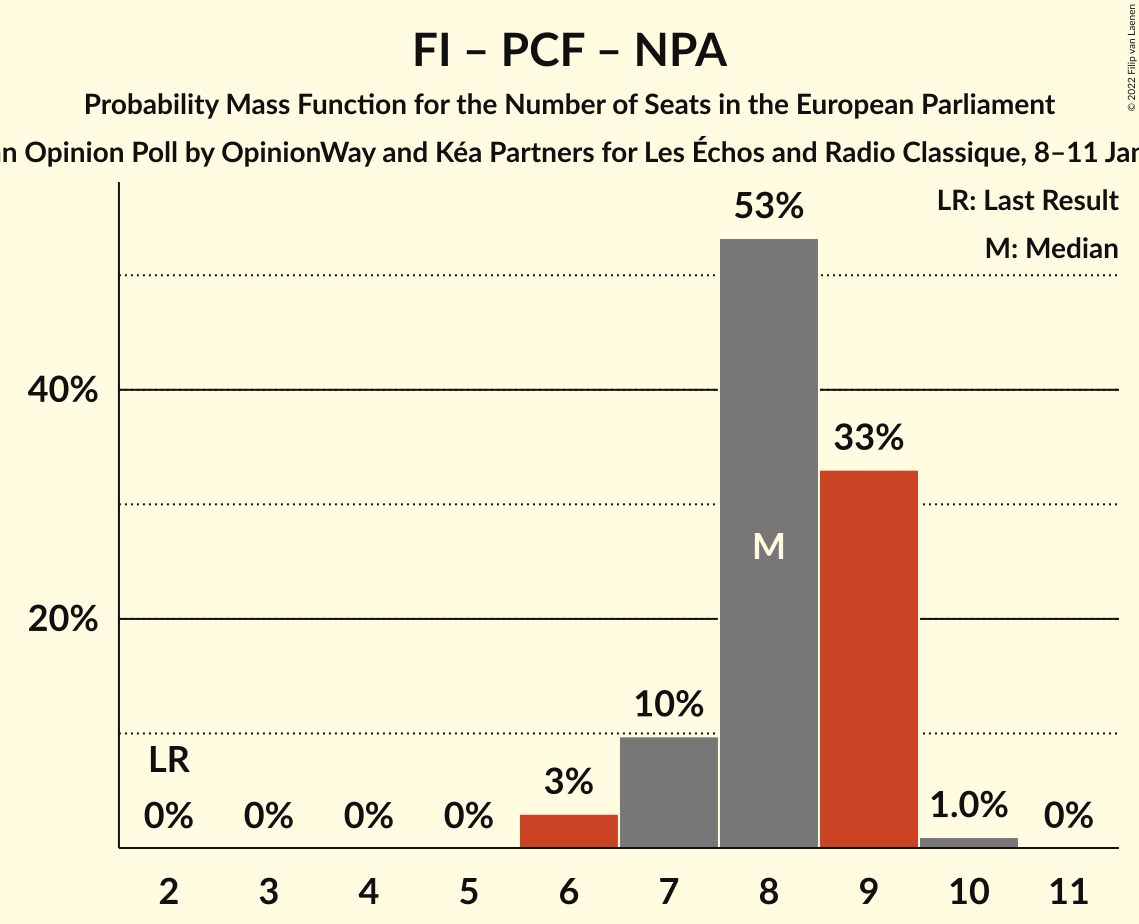 FI – PCF – NPA
Probability Mass Function for the Number of Seats in the European Parliament
Opinion Poll by OpinionWay and Kéa Partners for Les Échos and Radio Classique, 8–11
© 2022 Filip van Laenen
LR: Last Result
M: Median
53%
40%
33%
M
20%
10%
LR
3%
1.0%
0% 0% 0% 0% 0%
2 3 4 5 6 7 8 9 10 11